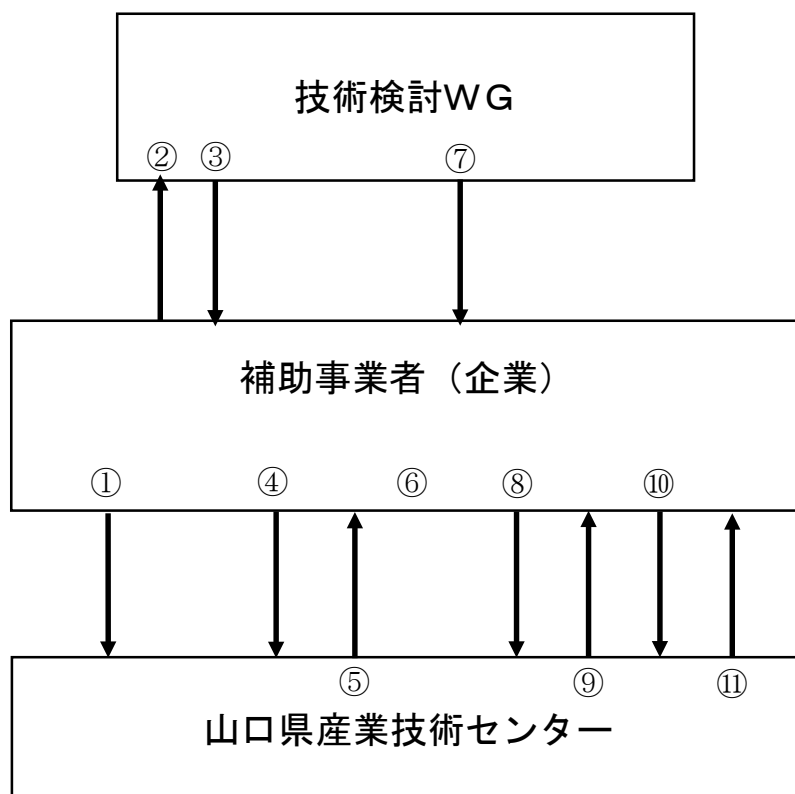 技術検討ＷＧ
② ③ ⑦
補助事業者（企業）
① ④ ⑥ ⑧ ⑩
⑤ ⑨ ⑪
山口県産業技術センター